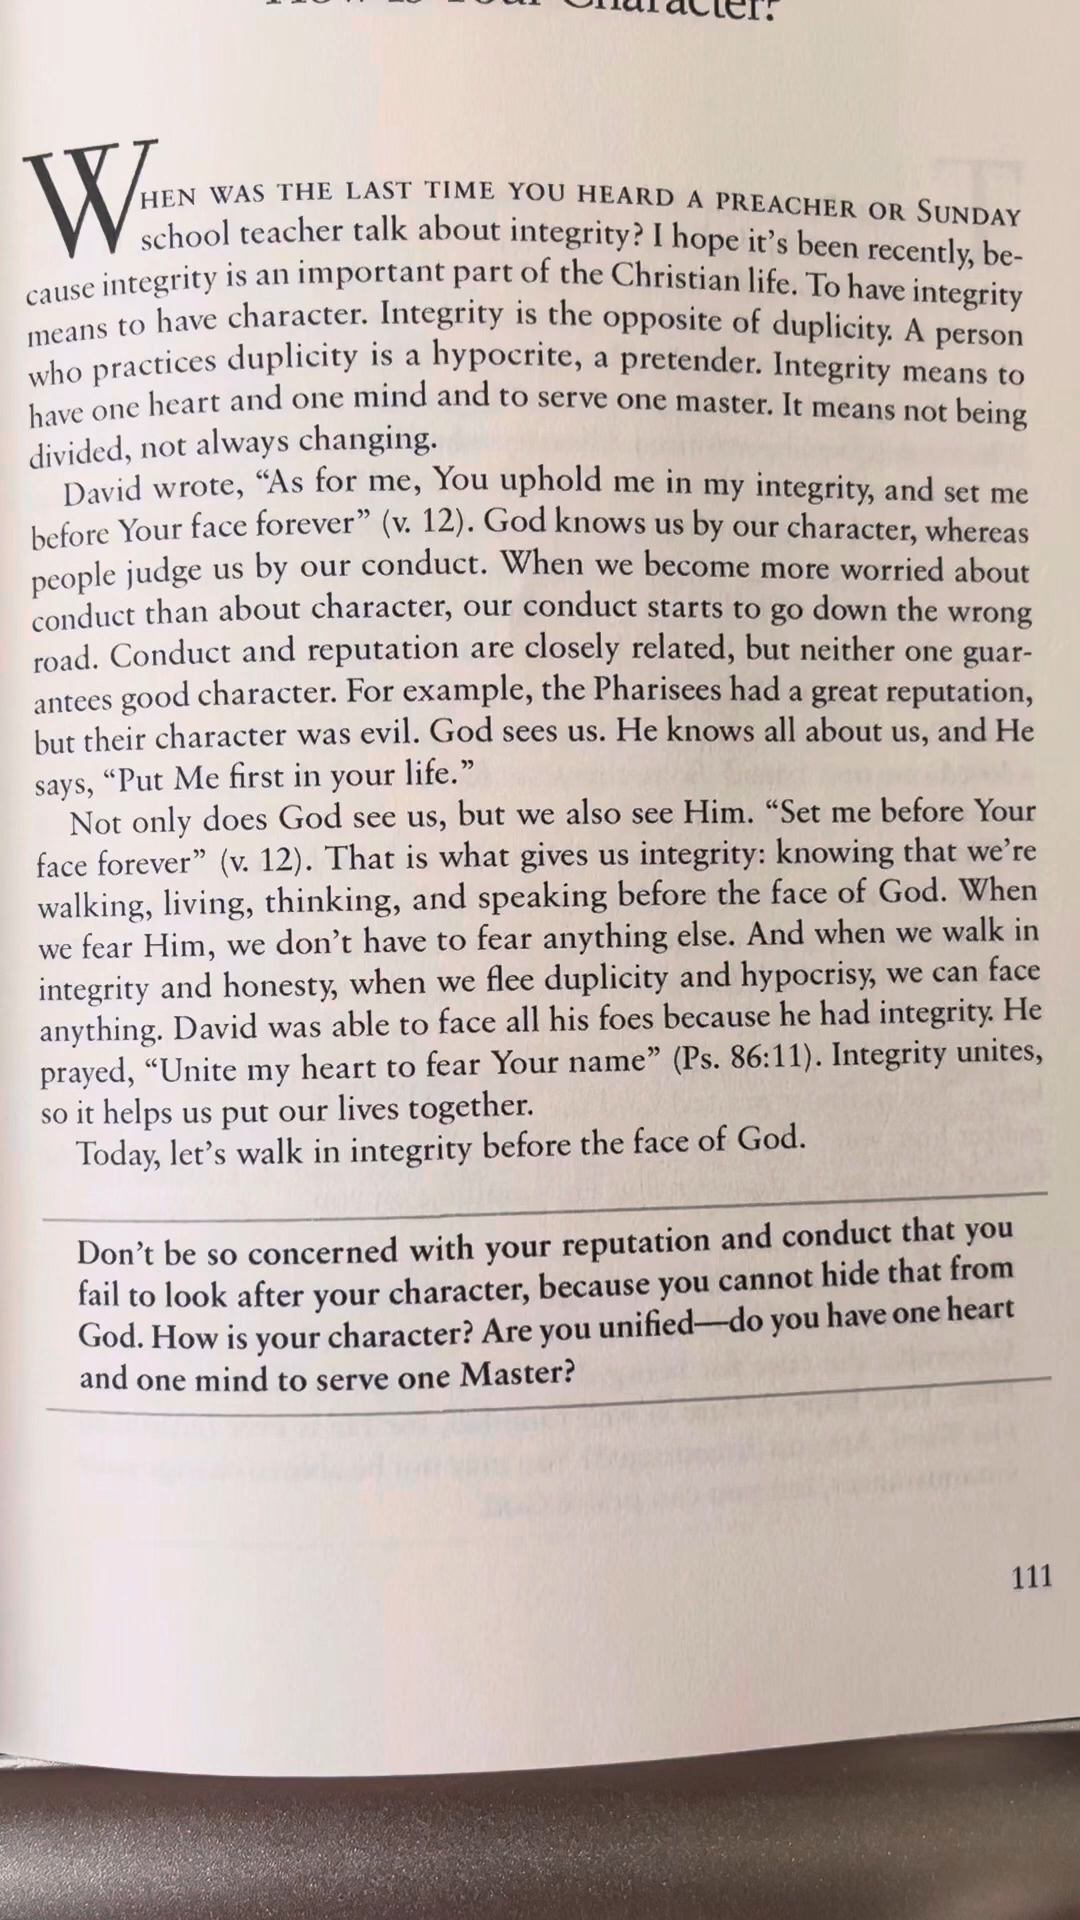 How Is Your Character?
WHEN WAS THE LAST TIME YOU HEARD A PREACHER OR SUNDAY
school teacher talk about integrity? I hope it's been recently, be-
cause integrity is an important part of the Christian life. To have integrity
means to have character. Integrity is the opposite of duplicity. A person
who practices duplicity is a hypocrite, a pretender. Integrity means to
have one heart and one mind and to serve one master. It means not being
divided, not always changing.
David wrote, “As for me, You uphold me in my integrity, and set me
before Your face forever” (v. 12). God knows us by our character, whereas
people judge us by our conduct. When we become more worried about
conduct than about character, our conduct starts to go down the wrong
road. Conduct and reputation are closely related, but neither one guar-
antees good character. For example, the Pharisees had a great reputation,
but their character was evil. God sees us. He knows all about us, and He
says, “Put Me first in your life.”
Not only does God see us, but we also see Him. “Set me before Your
face forever” (v. 12). That is what gives us integrity: knowing that we're
walking, living, thinking, and speaking before the face of God. When
we fear Him, we don't have to fear anything else. And when we walk in
integrity and honesty, when we flee duplicity and hypocrisy, we can face
anything. David was able to face all his foes because he had integrity. He
prayed, “Unite my heart to fear Your name” (Ps. 86:11). Integrity unites,
so it helps us put our lives together.
Today, let's walk in integrity before the face of God.
Don't be so concerned with your reputation and conduct that you
fail to look after your character, because you cannot hide that from
God. How is your character? Are you unified—do you have one heart
and one mind to serve one Master?
111